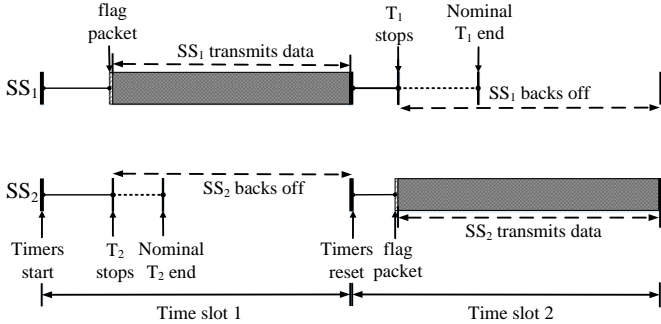 flag
packet
SS1 transmits data
T1
stops
Nominal
T1 end
SS1
SS1 backs off
SS2
SS2 backs off
SS2 transmits data
Timers
start
T2
stops
Nominal
T2 end
Timers
reset
flag
packet
Time slot 1
Time slot 2